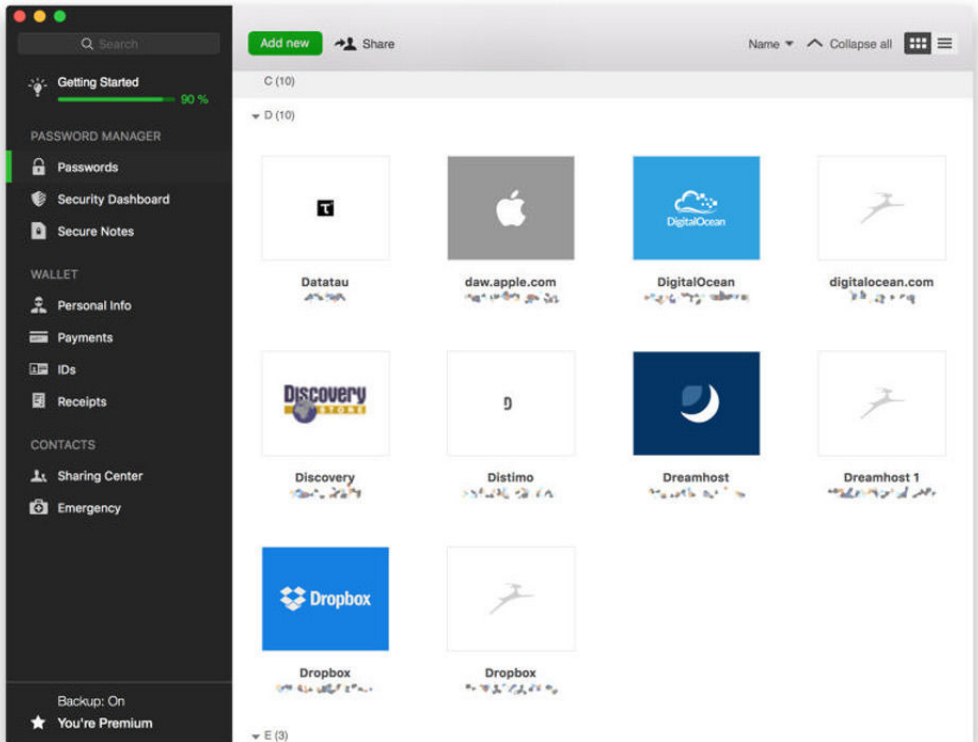 Search
Add new
Share
Name
Collapse all
Getting Started
90 %
PASSWORD MANAGER
Passwords
Security Dashboard
Secure Notes
WALLET
Personal Info
Payments
IDs
Receipts
CONTACTS
Sharing Center
Emergency
Backup: On
You're Premium
C (10)
D (10)
T
DigitalOcean
Datatau
daw.apple.com
DigitalOcean
digitalocean.com
Discovery
STORE
D
Discovery
Distimo
Dreamhost
Dreamhost 1
Dropbox
Dropbox
Dropbox
E (3)